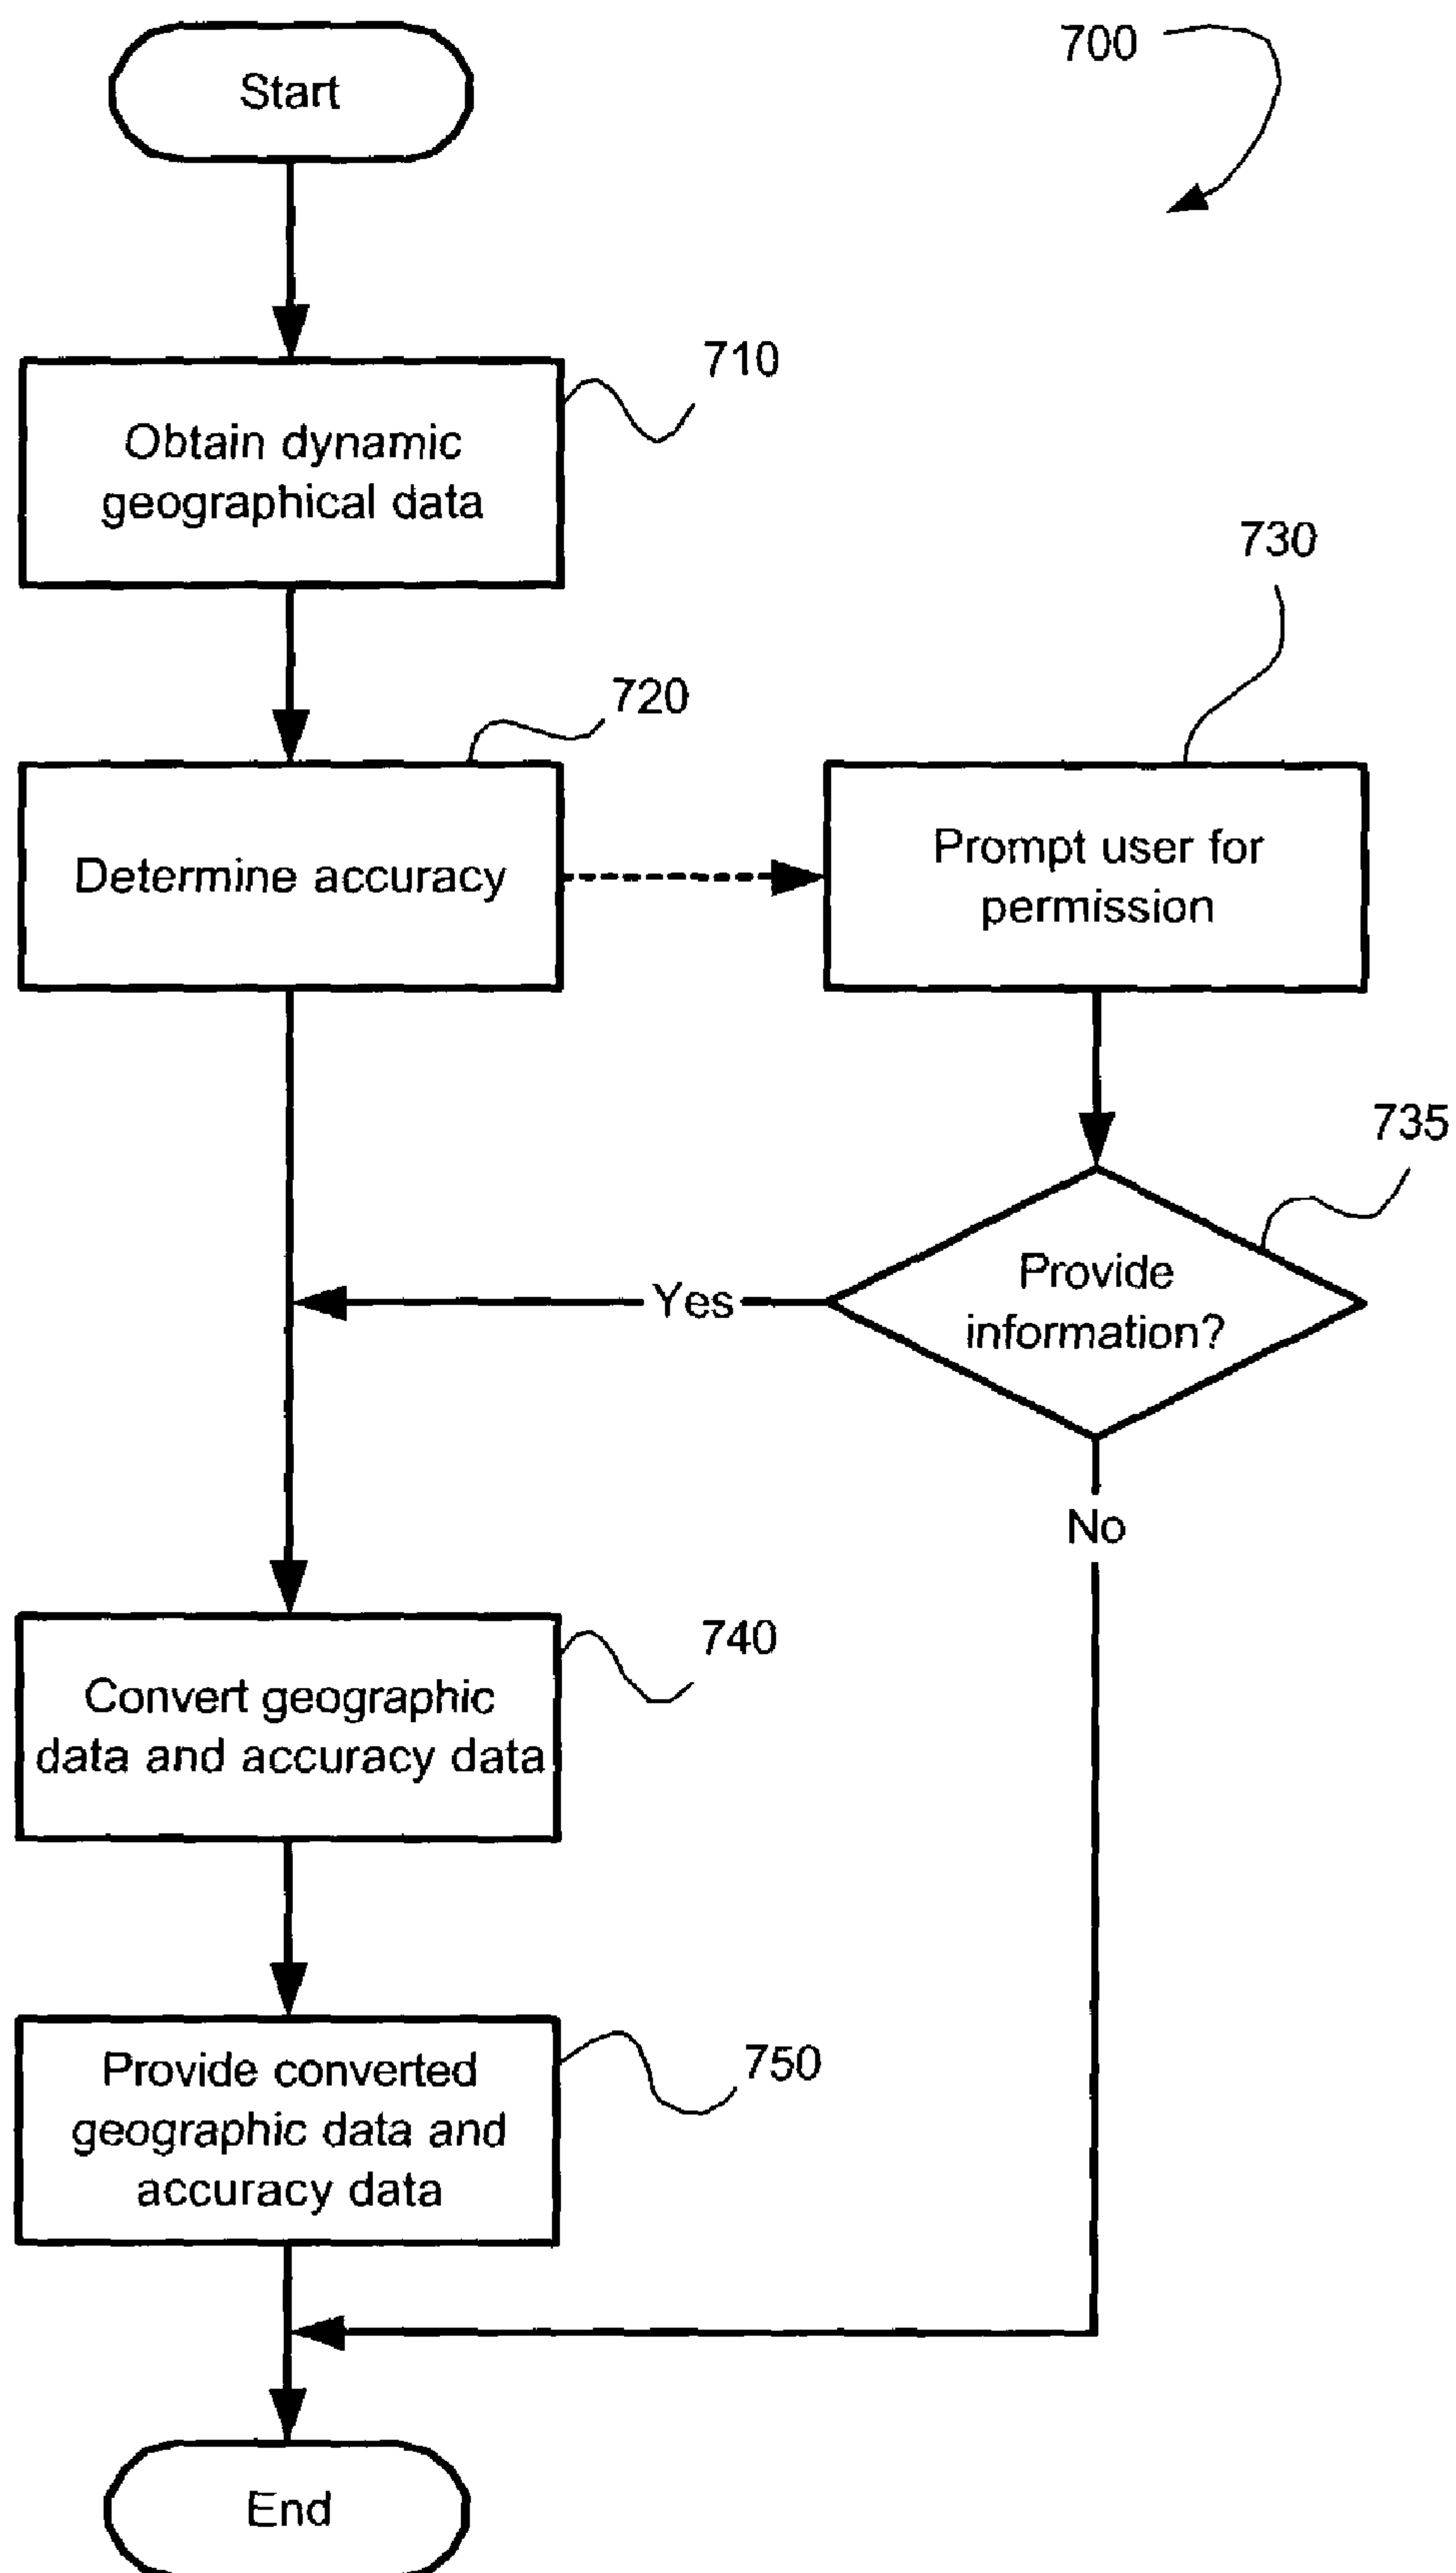 Start
700
710
Obtain dynamic
geographical data
730
720
Determine accuracy
Prompt user for
permission
735
Provide
information?
Yes
No
740
Convert geographic
data and accuracy data
750
Provide converted
geographic data and
accuracy data
End